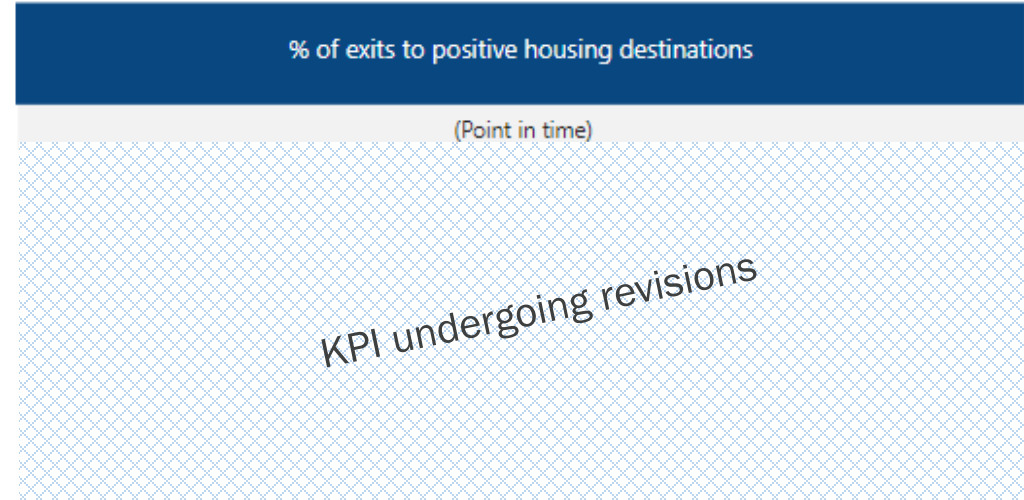 % of exits to positive housing destinations
(Point in time)
KPI undergoing revisions